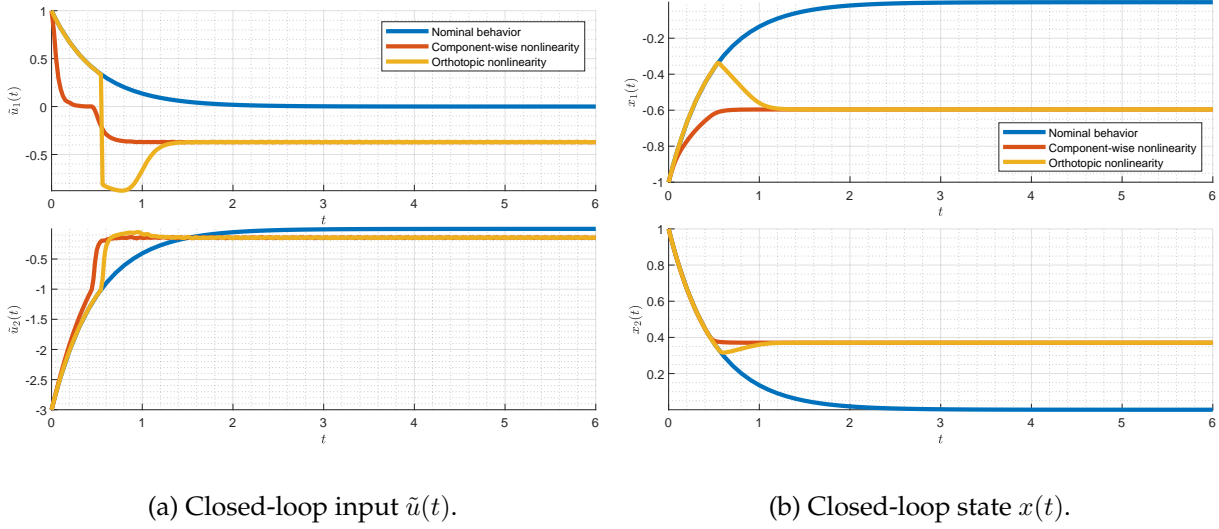 1
0.5
0
-0.5
ũ₁(t)
Nominal behavior
Component-wise nonlinearity
Orthotopic nonlinearity
0 1 2 3 4 5 6
t
-0.5
-1
-1.5
-2
-2.5
-3
ũ₂(t)
0 1 2 3 4 5 6
t
(a) Closed-loop input ũ(t).
-0.2
-0.4
-0.6
-0.8
-1
x₁(t)
Nominal behavior
Component-wise nonlinearity
Orthotopic nonlinearity
0 1 2 3 4 5 6
t
1
0.8
0.6
0.4
0.2
x₂(t)
0 1 2 3 4 5 6
t
(b) Closed-loop state x(t).